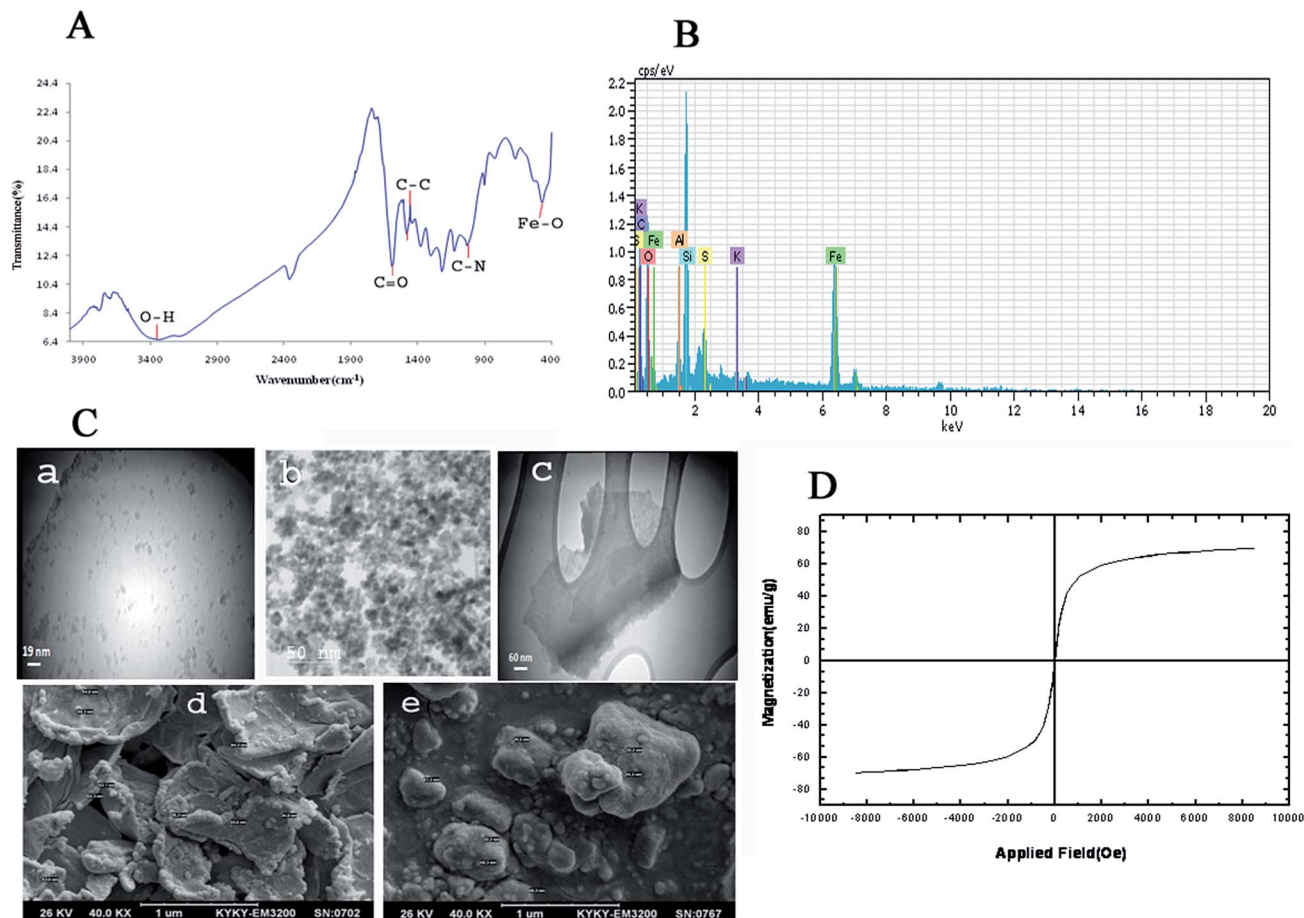 A
24.4
22.4
20.4
18.4
16.4
14.4
12.4
10.4
8.4
6.4
Transmittance(%)
O-H
C=O
C-C
C-N
Fe-O
3900 3400 2900 2400 1900 1400 900 400
Wavenumber(cm-1)
B
cps/eV
2.2
2.0
1.8
1.6
1.4
1.2
1.0
0.8
0.6
0.4
0.2
0.0
K
C
S Fe Al
O Si S K Fe
2 4 6 8 10 12 14 16 18 20
keV
C
a
19 nm
b
50 nm
c
60 nm
d
26 KV 40.0 KX 1 um KYKY-EM3200 SN:0702
e
26 KV 40.0 KX 1 um KYKY-EM3200 SN:0767
D
80
60
40
20
0
-20
-40
-60
-80
Magnetization(emu/g)
-10000 -8000 -6000 -4000 -2000 0 2000 4000 6000 8000 10000
Applied Field(Oe)